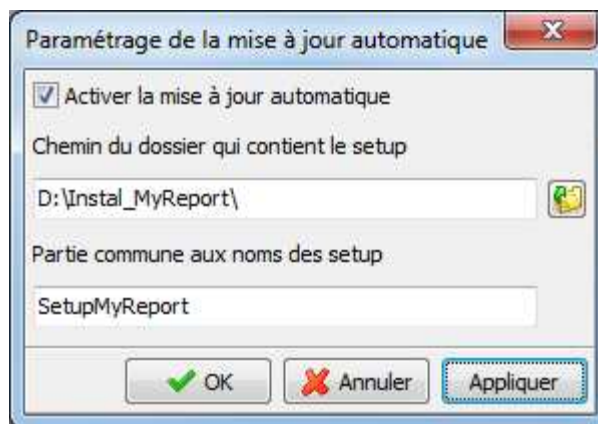 Paramétrage de la mise à jour automatique
Activer la mise à jour automatique
Chemin du dossier qui contient le setup
D:\Instal_MyReport\
Partie commune aux noms des setup
SetupMyReport
OK Annuler Appliquer